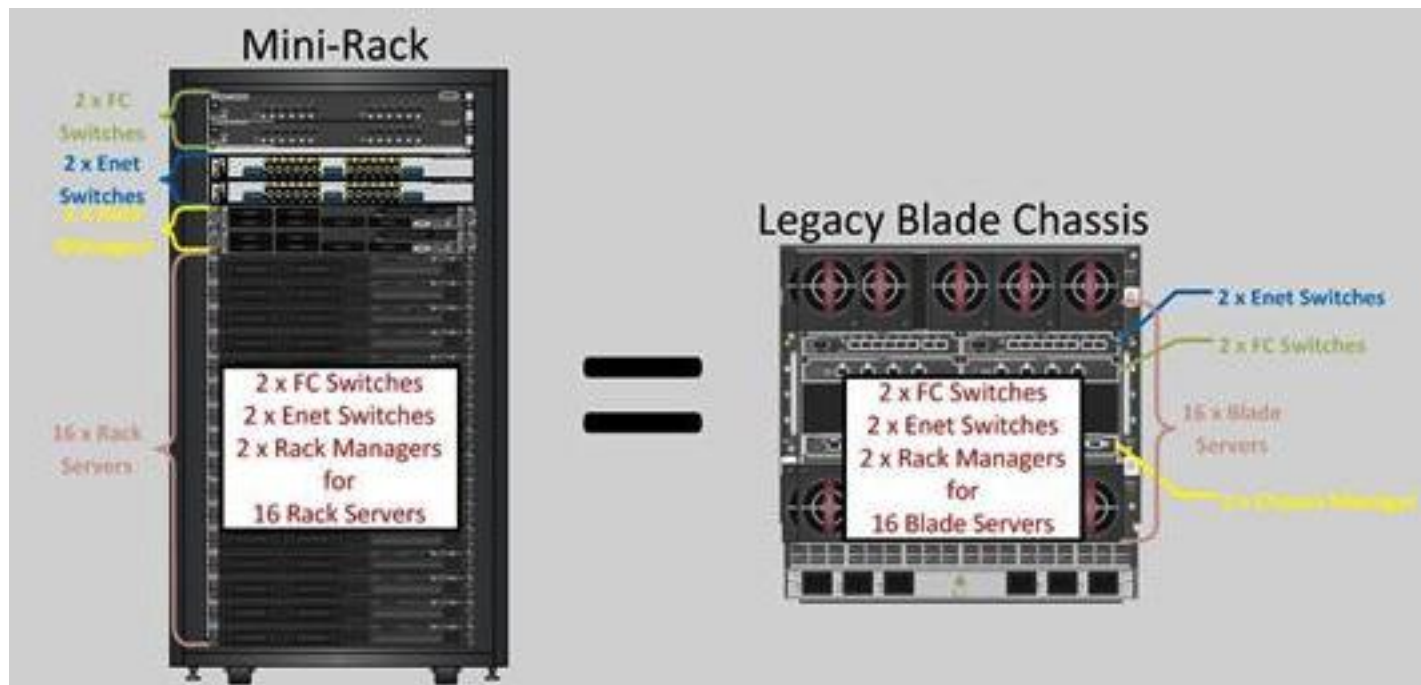 Mini-Rack
2 x FC
Switches
2 x Enet
Switches
16 x Rack
Servers
2 x FC Switches
2 x Enet Switches
2 x Rack Managers
for
16 Rack Servers
Legacy Blade Chassis
2 x Enet Switches
2 x FC Switches
16 x Blade
Servers
Chassis Manager
2 x FC Switches
2 x Enet Switches
2 x Rack Managers
for
16 Blade Servers